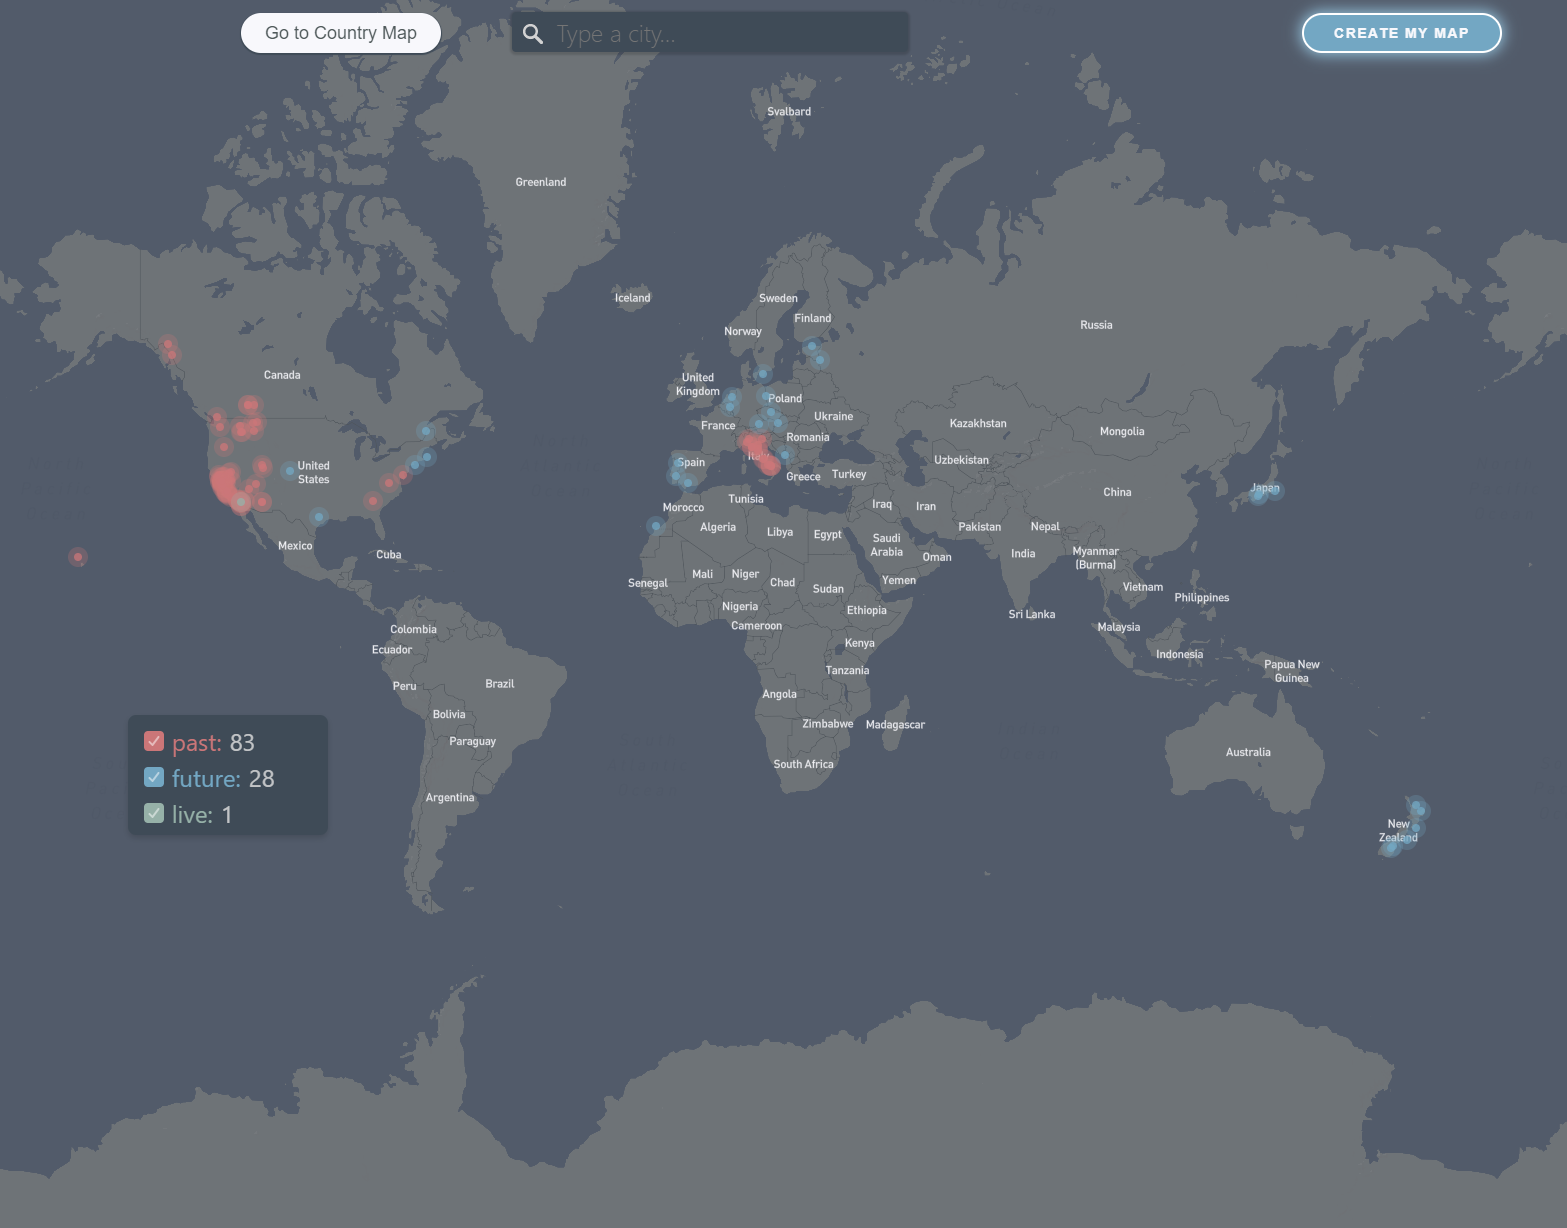 Go to Country Map
Type a city...
CREATE MY MAP
Svalbard
Greenland
Iceland
Sweden
Finland
Norway
Russia
Canada
United
Kingdom
Poland
Ukraine
France
Romania
Kazakhstan
Mongolia
United
States
Spain
Italy
Greece
Turkey
Uzbekistan
China
Japan
Tunisia
Morocco
Algeria
Libya
Egypt
Iraq
Iran
Pakistan
Nepal
Mexico
Cuba
Saudi
Arabia
Oman
India
Myanmar
(Burma)
Senegal
Mali
Niger
Chad
Sudan
Yemen
Vietnam
Philippines
Nigeria
Ethiopia
Sri Lanka
Colombia
Cameroon
Malaysia
Ecuador
Kenya
Indonesia
Peru
Brazil
Tanzania
Papua New
Guinea
Angola
Bolivia
Zimbabwe
Madagascar
Paraguay
South Africa
Australia
past: 83
future: 28
live: 1
Argentina
New
Zealand